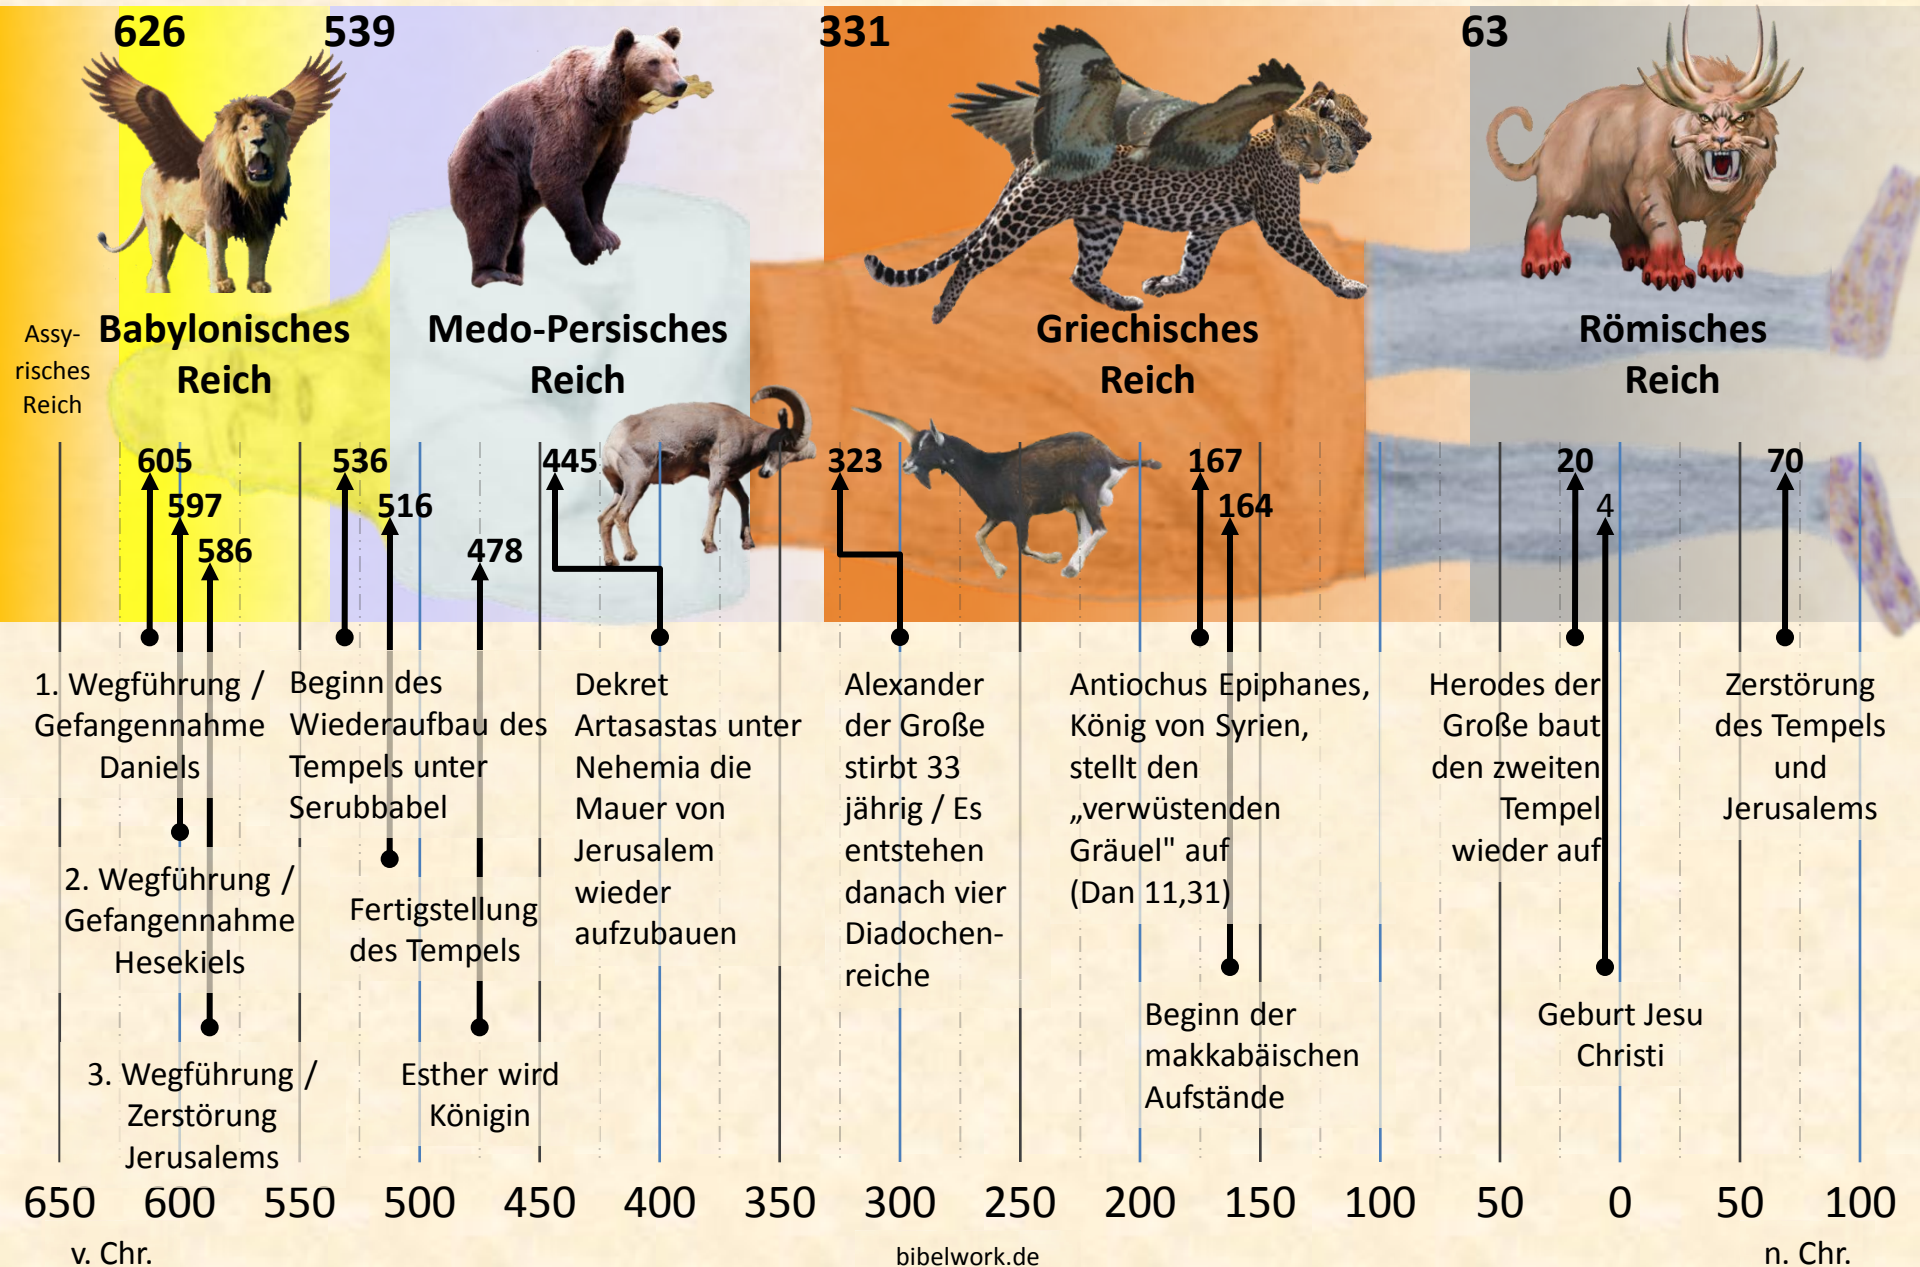 626
539
331
63
Assy-
risches
Reich
Babylonisches
Reich
Medo-Persisches
Reich
Griechisches
Reich
Römisches
Reich
605
597
586
536
516
478
445
323
167
164
20
4
70
1. Wegführung /
Gefangennahme
Daniels
2. Wegführung /
Gefangennahme
Hesekiels
3. Wegführung /
Zerstörung
Jerusalems
Beginn des
Wiederaufbau des
Tempels unter
Serubbabel
Fertigstellung
des Tempels
Esther wird
Königin
Dekret
Artasastas unter
Nehemia die
Mauer von
Jerusalem
wieder
aufzubauen
Alexander
der Große
stirbt 33
jährig / Es
entstehen
danach vier
Diadochen-
reiche
Antiochus Epiphanes,
König von Syrien,
stellt den
„verwüstenden
Gräuel" auf
(Dan 11,31)
Beginn der
makkabäischen
Aufstände
Herodes der
Große baut
den zweiten
Tempel
wieder auf
Geburt Jesu
Christi
Zerstörung
des Tempels
und
Jerusalems
650 600 550 500 450 400 350 300 250 200 150 100 50 0 50 100
v. Chr.
bibelwork.de
n. Chr.